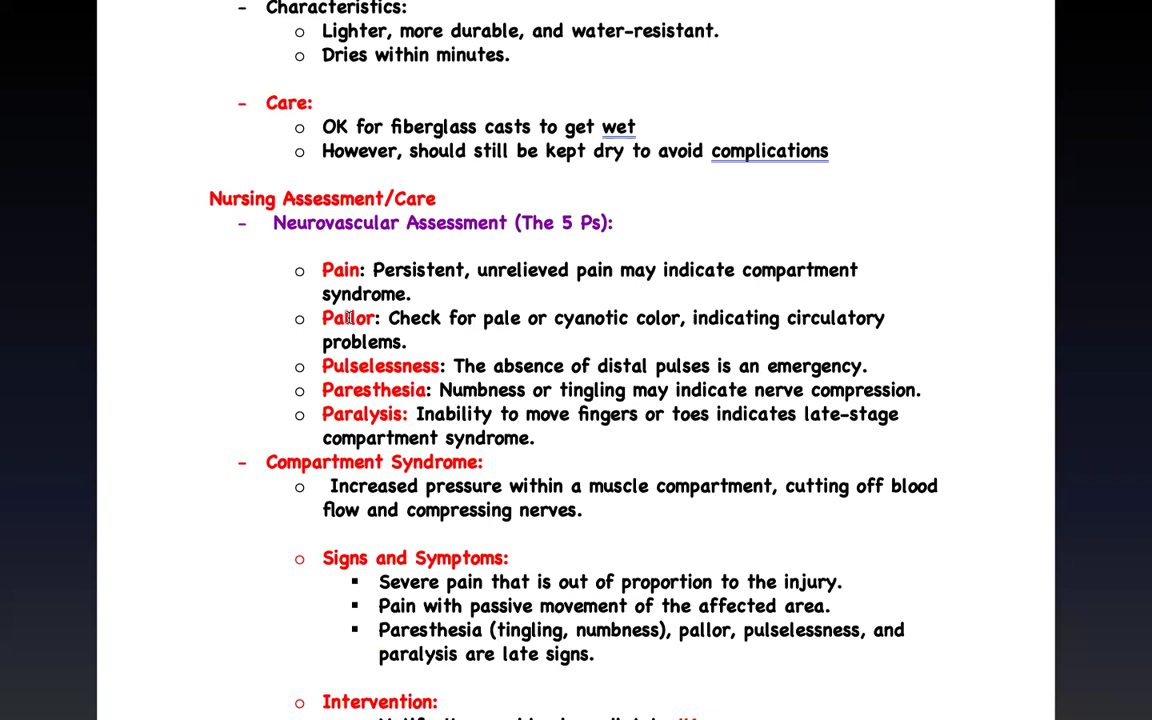 - Characteristics:
o Lighter, more durable, and water-resistant.
o Dries within minutes.
- Care:
o OK for fiberglass casts to get wet
o However, should still be kept dry to avoid complications
Nursing Assessment/Care
- Neurovascular Assessment (The 5 Ps):
o Pain: Persistent, unrelieved pain may indicate compartment
syndrome.
o Pallor: Check for pale or cyanotic color, indicating circulatory
problems.
o Pulselessness: The absence of distal pulses is an emergency.
o Paresthesia: Numbness or tingling may indicate nerve compression.
o Paralysis: Inability to move fingers or toes indicates late-stage
compartment syndrome.
- Compartment Syndrome:
o Increased pressure within a muscle compartment, cutting off blood
flow and compressing nerves.
o Signs and Symptoms:
▪ Severe pain that is out of proportion to the injury.
▪ Pain with passive movement of the affected area.
▪ Paresthesia (tingling, numbness), pallor, pulselessness, and
paralysis are late signs.
o Intervention: